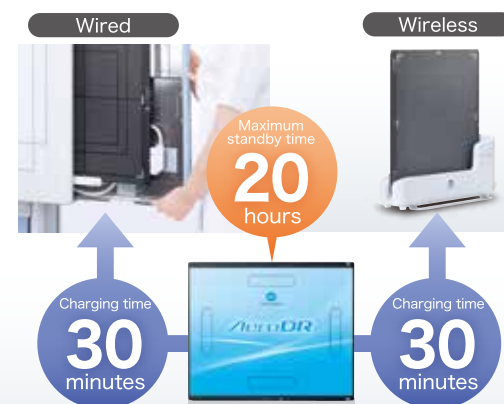 Wired
Wireless
Maximum
standby time
20
hours
Charging time
30
minutes
AeroDR
Charging time
30
minutes